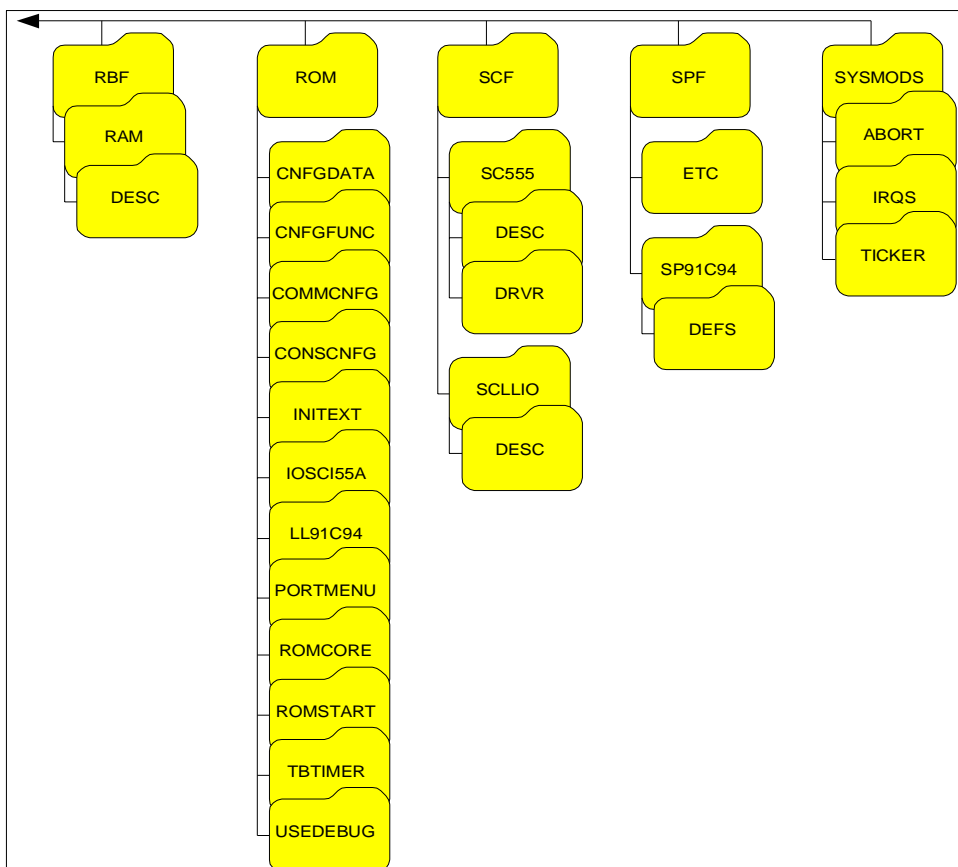 RBF
RAM
DESC
ROM
CNFGDATA
CNFGFUNC
COMMCNFG
CONSCNFG
INITEXT
IOSCI55A
LL91C94
PORTMENU
ROMCORE
ROMSTART
TBTIMER
USEDEBUG
SCF
SC555
DESC
DRVR
SCLLIO
DESC
SPF
ETC
SP91C94
DEFS
SYSMODS
ABORT
IRQS
TICKER